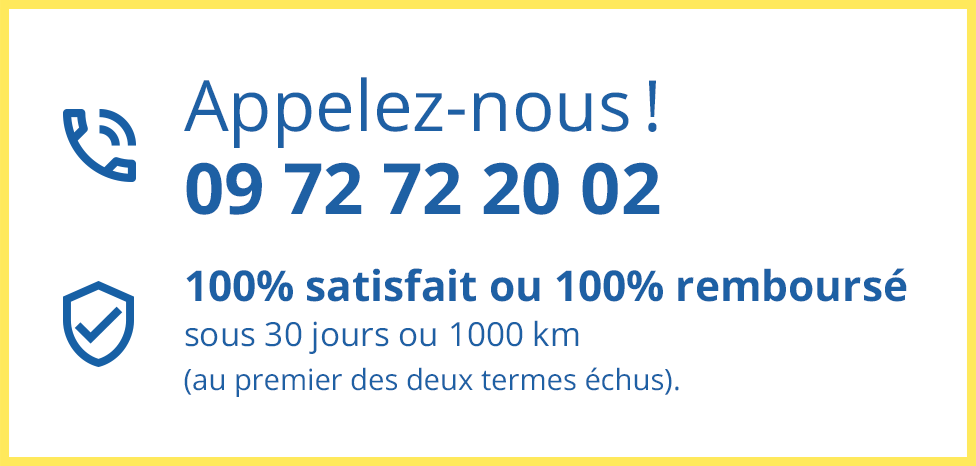 Appelez-nous !
09 72 72 20 02
100% satisfait ou 100% remboursé
sous 30 jours ou 1000 km
(au premier des deux termes échus).